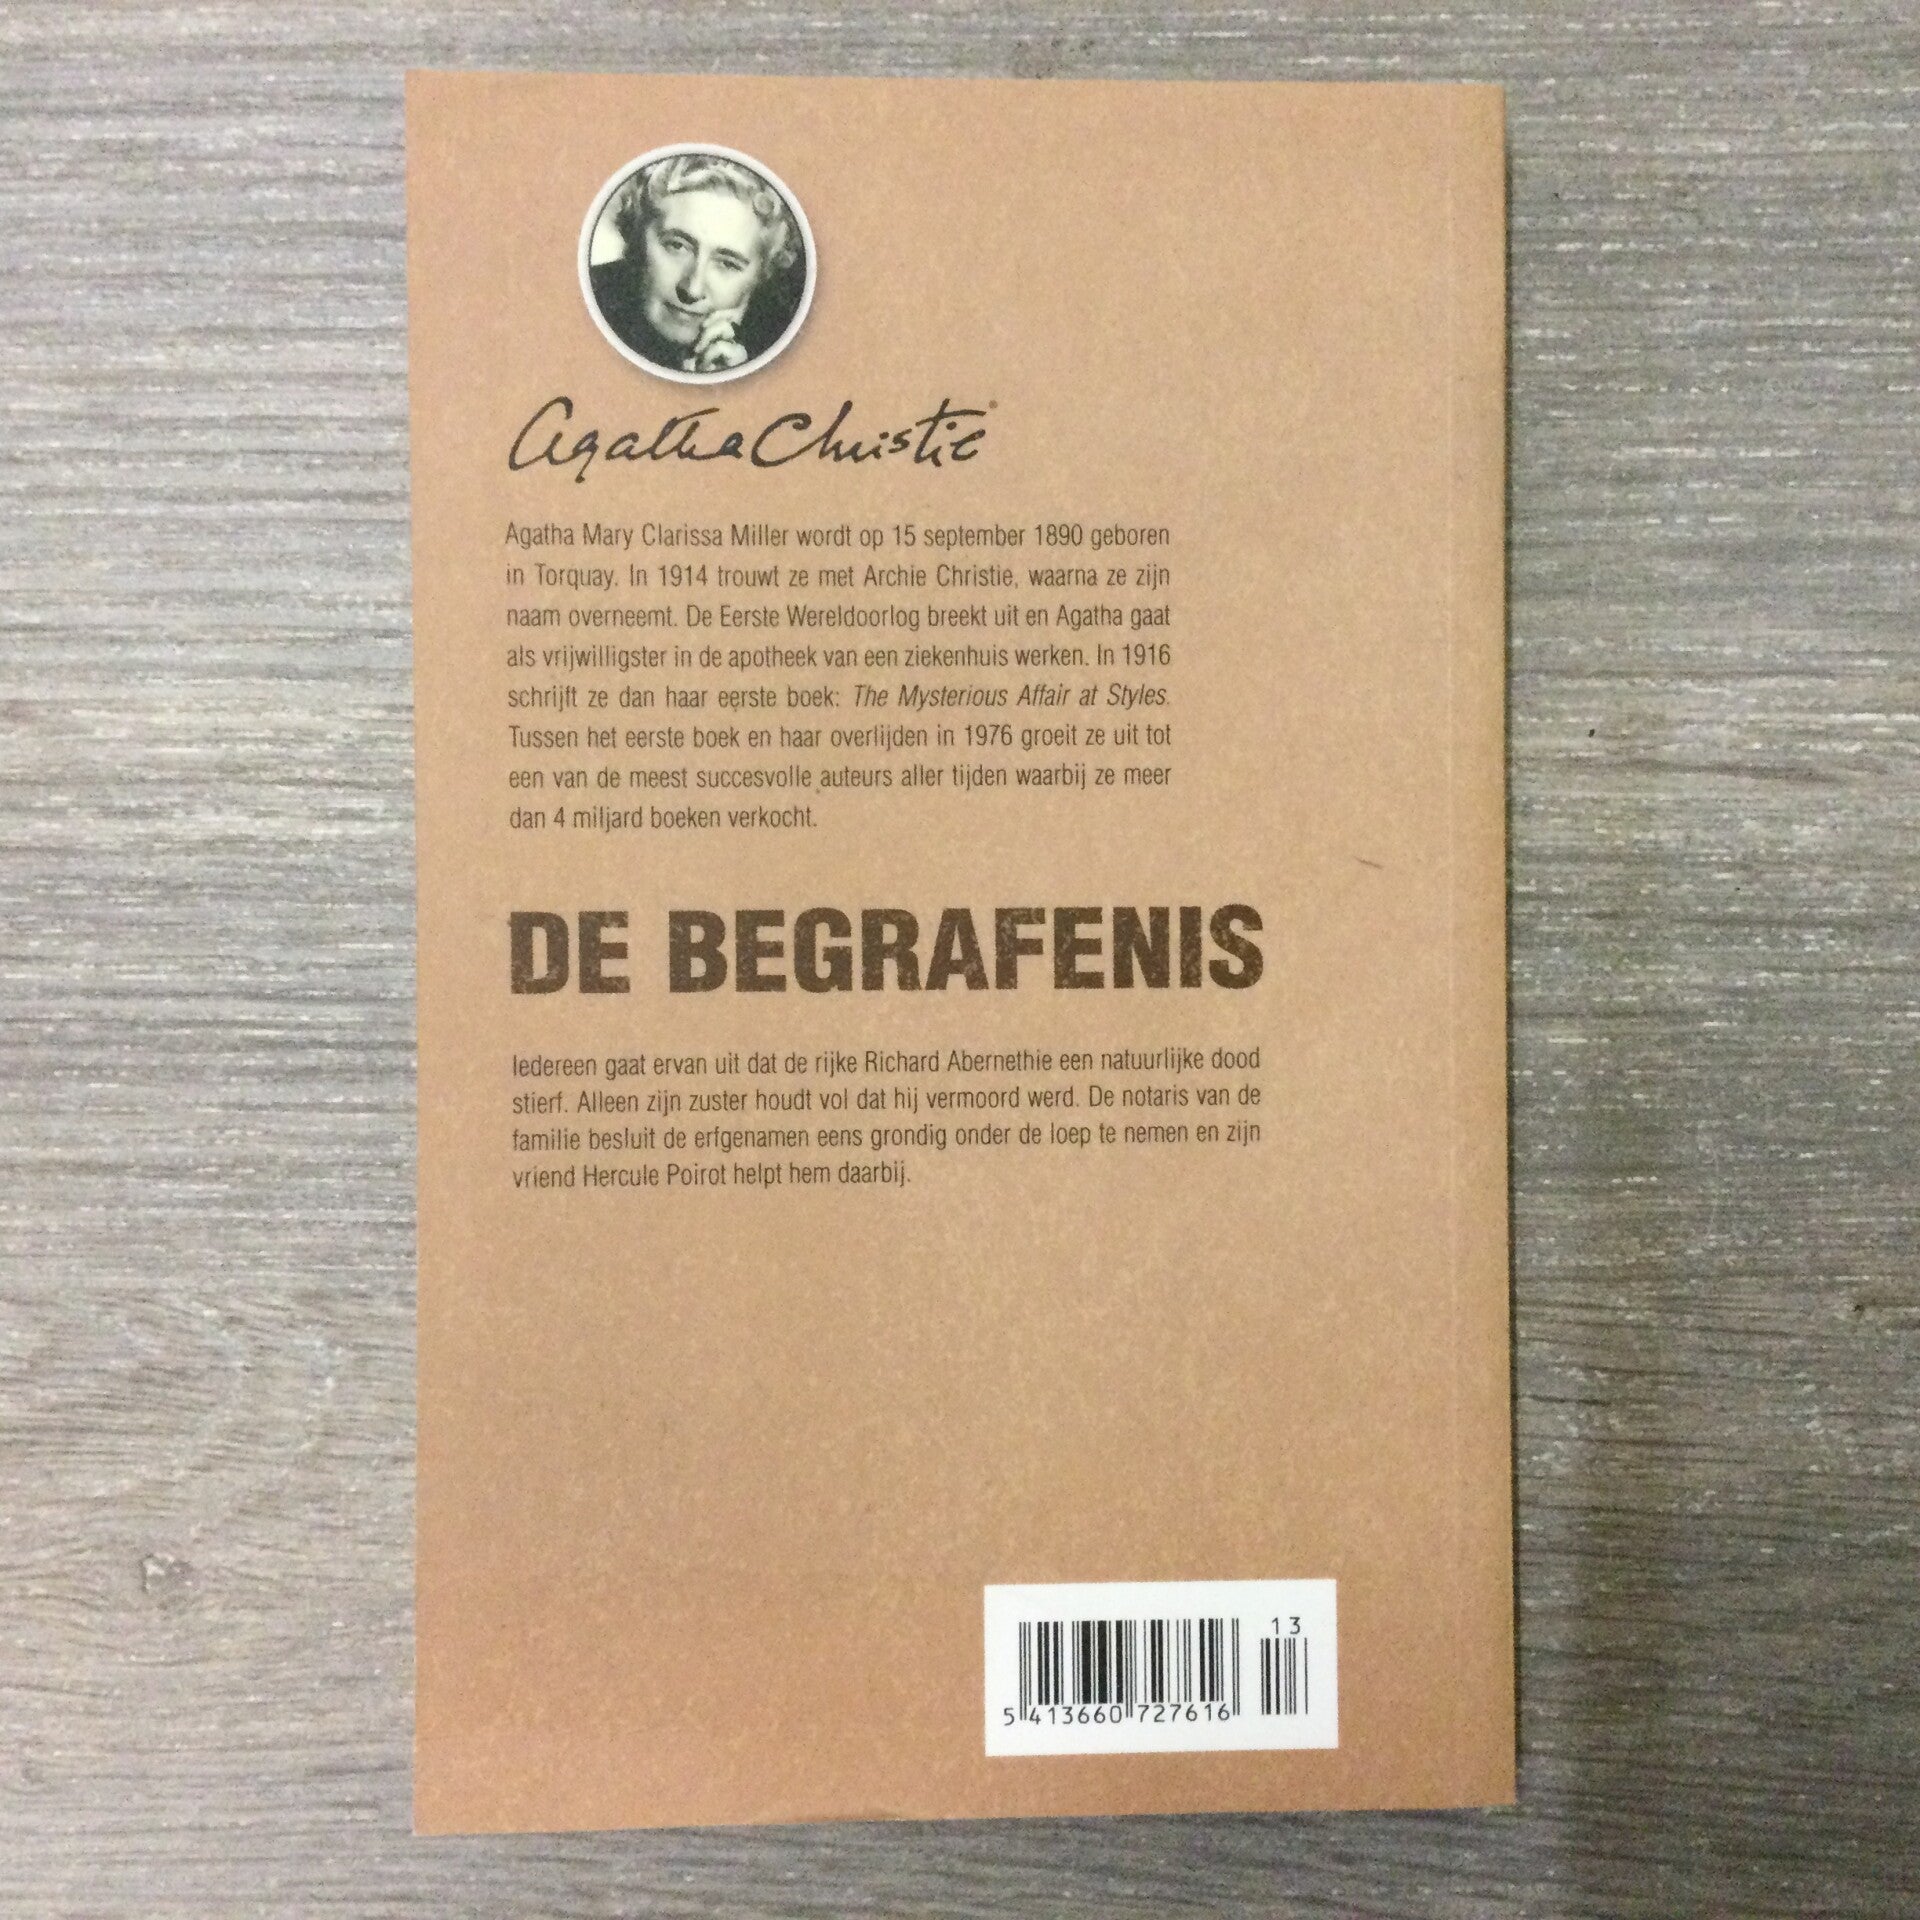 Agatha Christie
Agatha Mary Clarissa Miller wordt op 15 september 1890 geboren
in Torquay. In 1914 trouwt ze met Archie Christie, waarna ze zijn
naam overneemt. De Eerste Wereldoorlog breekt uit en Agatha gaat
als vrijwilligster in de apotheek van een ziekenhuis werken. In 1916
schrijft ze dan haar eerste boek: The Mysterious Affair at Styles.
Tussen het eerste boek en haar overlijden in 1976 groeit ze uit tot
een van de meest succesvolle auteurs aller tijden waarbij ze meer
dan 4 miljard boeken verkocht.
DE BEGRAFENIS
Iedereen gaat ervan uit dat de rijke Richard Abernethie een natuurlijke dood
stierf. Alleen zijn zuster houdt vol dat hij vermoord werd. De notaris van de
familie besluit de erfgenamen eens grondig onder de loep te nemen en zijn
vriend Hercule Poirot helpt hem daarbij.
13
5 413660 727616